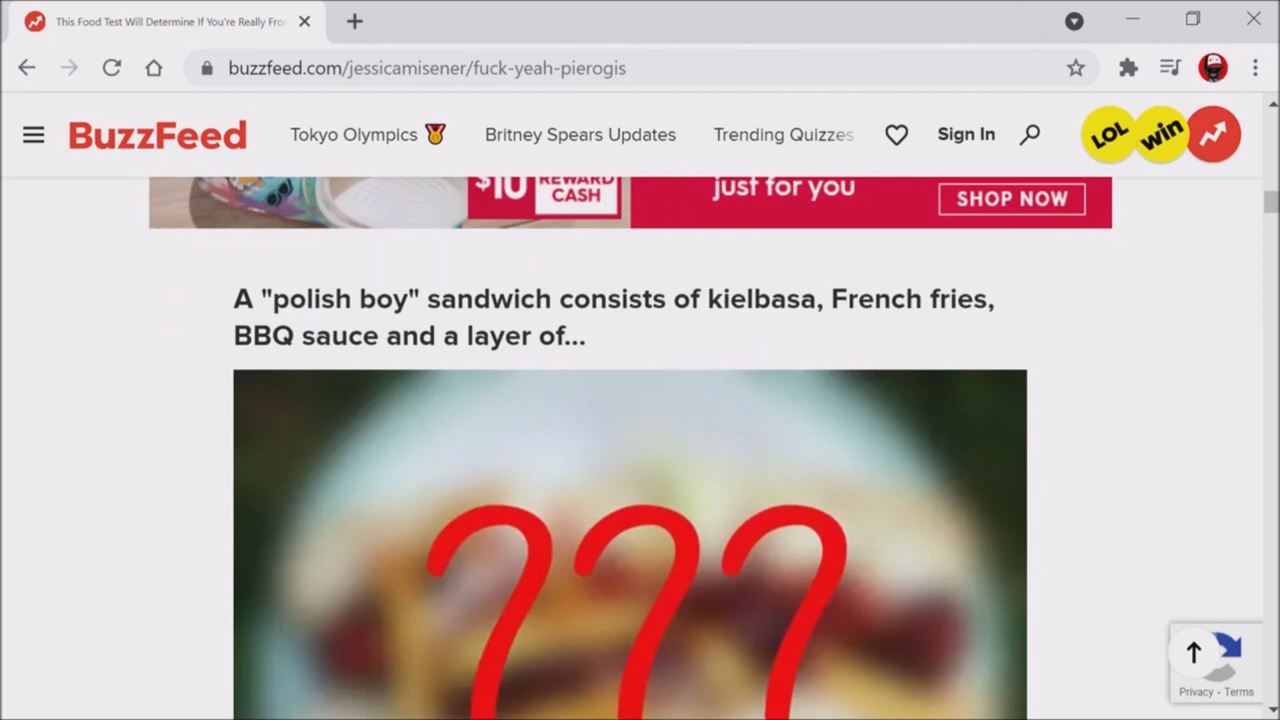 This Food Test Will Determine If You're Really Fro
buzzfeed.com/jessicamisener/fuck-yeah-pierogis
BuzzFeed
Tokyo Olympics
Britney Spears Updates
Trending Quizzes
Sign In
LOL
win
$10
REWARD
CASH
just for you
SHOP NOW
A "polish boy" sandwich consists of kielbasa, French fries,
BBQ sauce and a layer of...
???
Privacy - Terms